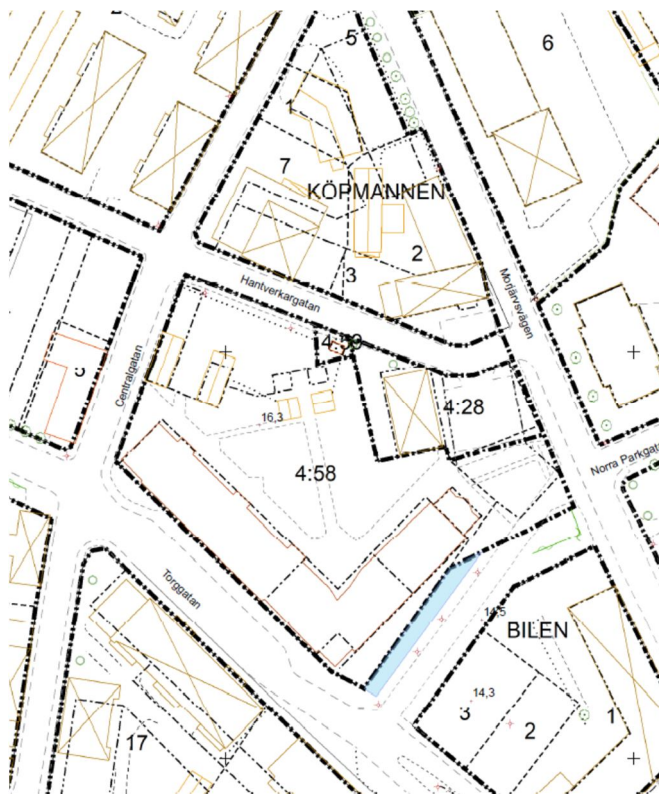 5
6
1
7
KÖPMANNEN
3
2
Hantverkargatan
Morjärvsvägen
4:59
Centralgatan
4:28
16,3
4:58
Norra Parkgat
Torggatan
14,5
BILEN
14,3
3
2
1
17